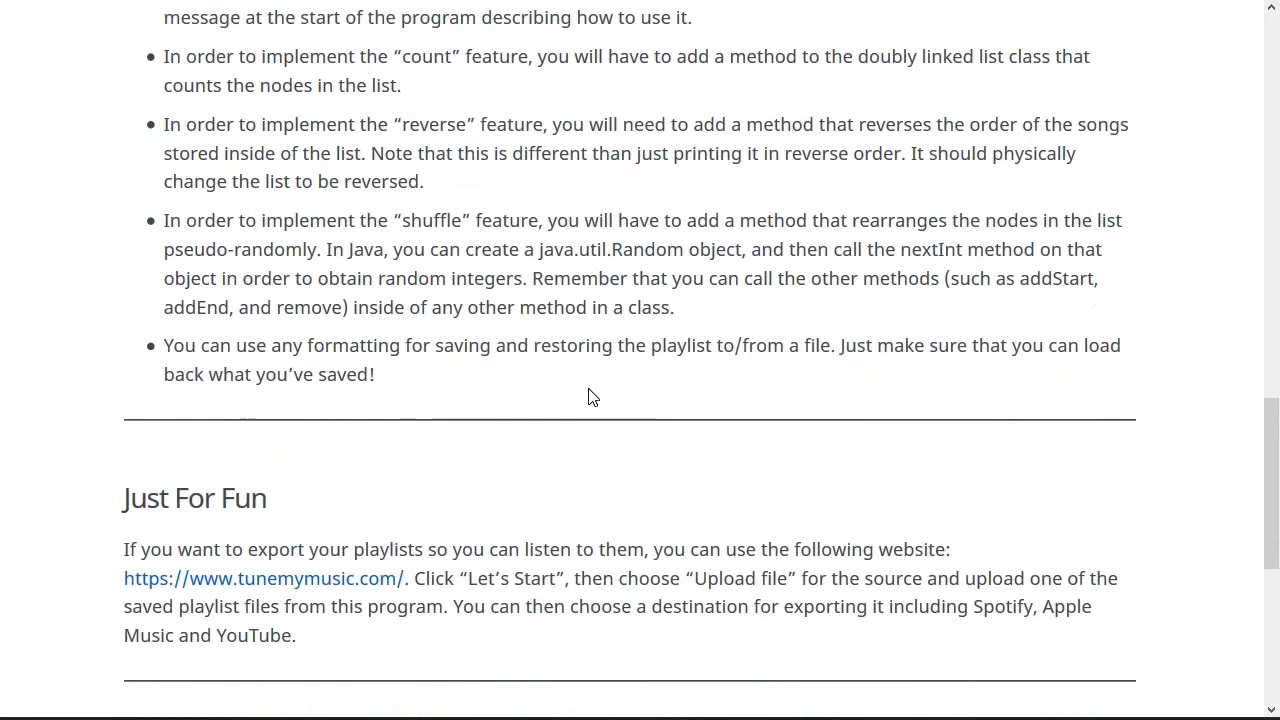 message at the start of the program describing how to use it.
● In order to implement the “count” feature, you will have to add a method to the doubly linked list class that
counts the nodes in the list.
● In order to implement the “reverse” feature, you will need to add a method that reverses the order of the songs
stored inside of the list. Note that this is different than just printing it in reverse order. It should physically
change the list to be reversed.
● In order to implement the “shuffle” feature, you will have to add a method that rearranges the nodes in the list
pseudo-randomly. In Java, you can create a java.util.Random object, and then call the nextInt method on that
object in order to obtain random integers. Remember that you can call the other methods (such as addStart,
addEnd, and remove) inside of any other method in a class.
● You can use any formatting for saving and restoring the playlist to/from a file. Just make sure that you can load
back what you’ve saved!
Just For Fun
If you want to export your playlists so you can listen to them, you can use the following website:
https://www.tunemymusic.com/. Click “Let’s Start”, then choose “Upload file” for the source and upload one of the
saved playlist files from this program. You can then choose a destination for exporting it including Spotify, Apple
Music and YouTube.